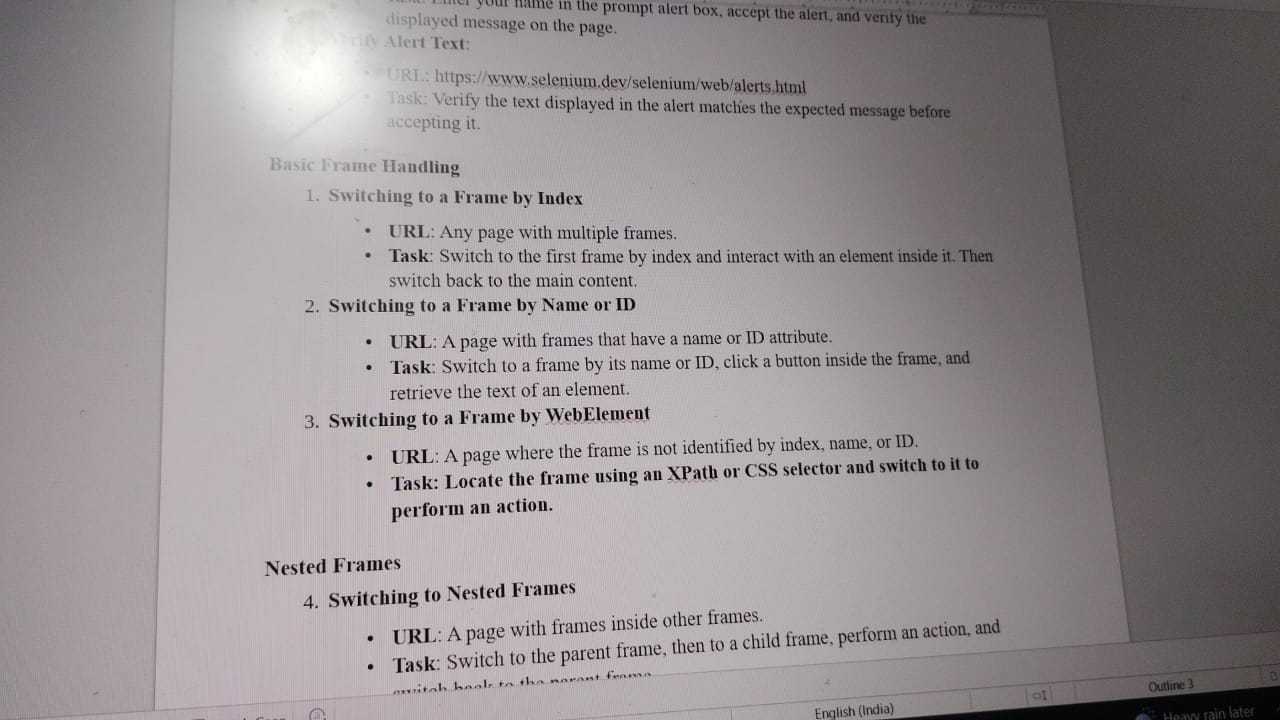 your name in the prompt alert box, accept the alert, and verify the
displayed message on the page.
Alert Text:
URL: https://www.selenium.dev/selenium/web/alerts.html
Task: Verify the text displayed in the alert matches the expected message before
accepting it.
Basic Frame Handling
1. Switching to a Frame by Index
• URL: Any page with multiple frames.
• Task: Switch to the first frame by index and interact with an element inside it. Then
switch back to the main content.
2. Switching to a Frame by Name or ID
• URL: A page with frames that have a name or ID attribute.
• Task: Switch to a frame by its name or ID, click a button inside the frame, and
retrieve the text of an element.
3. Switching to a Frame by WebElement
• URL: A page where the frame is not identified by index, name, or ID.
• Task: Locate the frame using an XPath or CSS selector and switch to it to
perform an action.
Nested Frames
4. Switching to Nested Frames
• URL: A page with frames inside other frames.
• Task: Switch to the parent frame, then to a child frame, perform an action, and
switch back to the parent frame
English (India)
Outline 3
Heavy rain later